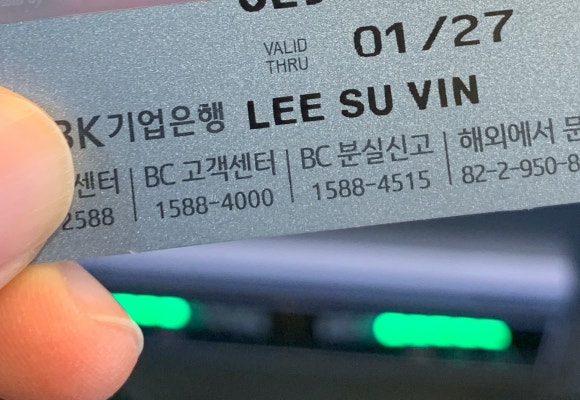 VALID
THRU
01/27
BK기업은행 LEE SU VIN
센터 | BC 고객센터 | BC 분실신고 | 해외에서
2588 | 1588-4000 | 1588-4515 | 82-2-950-8